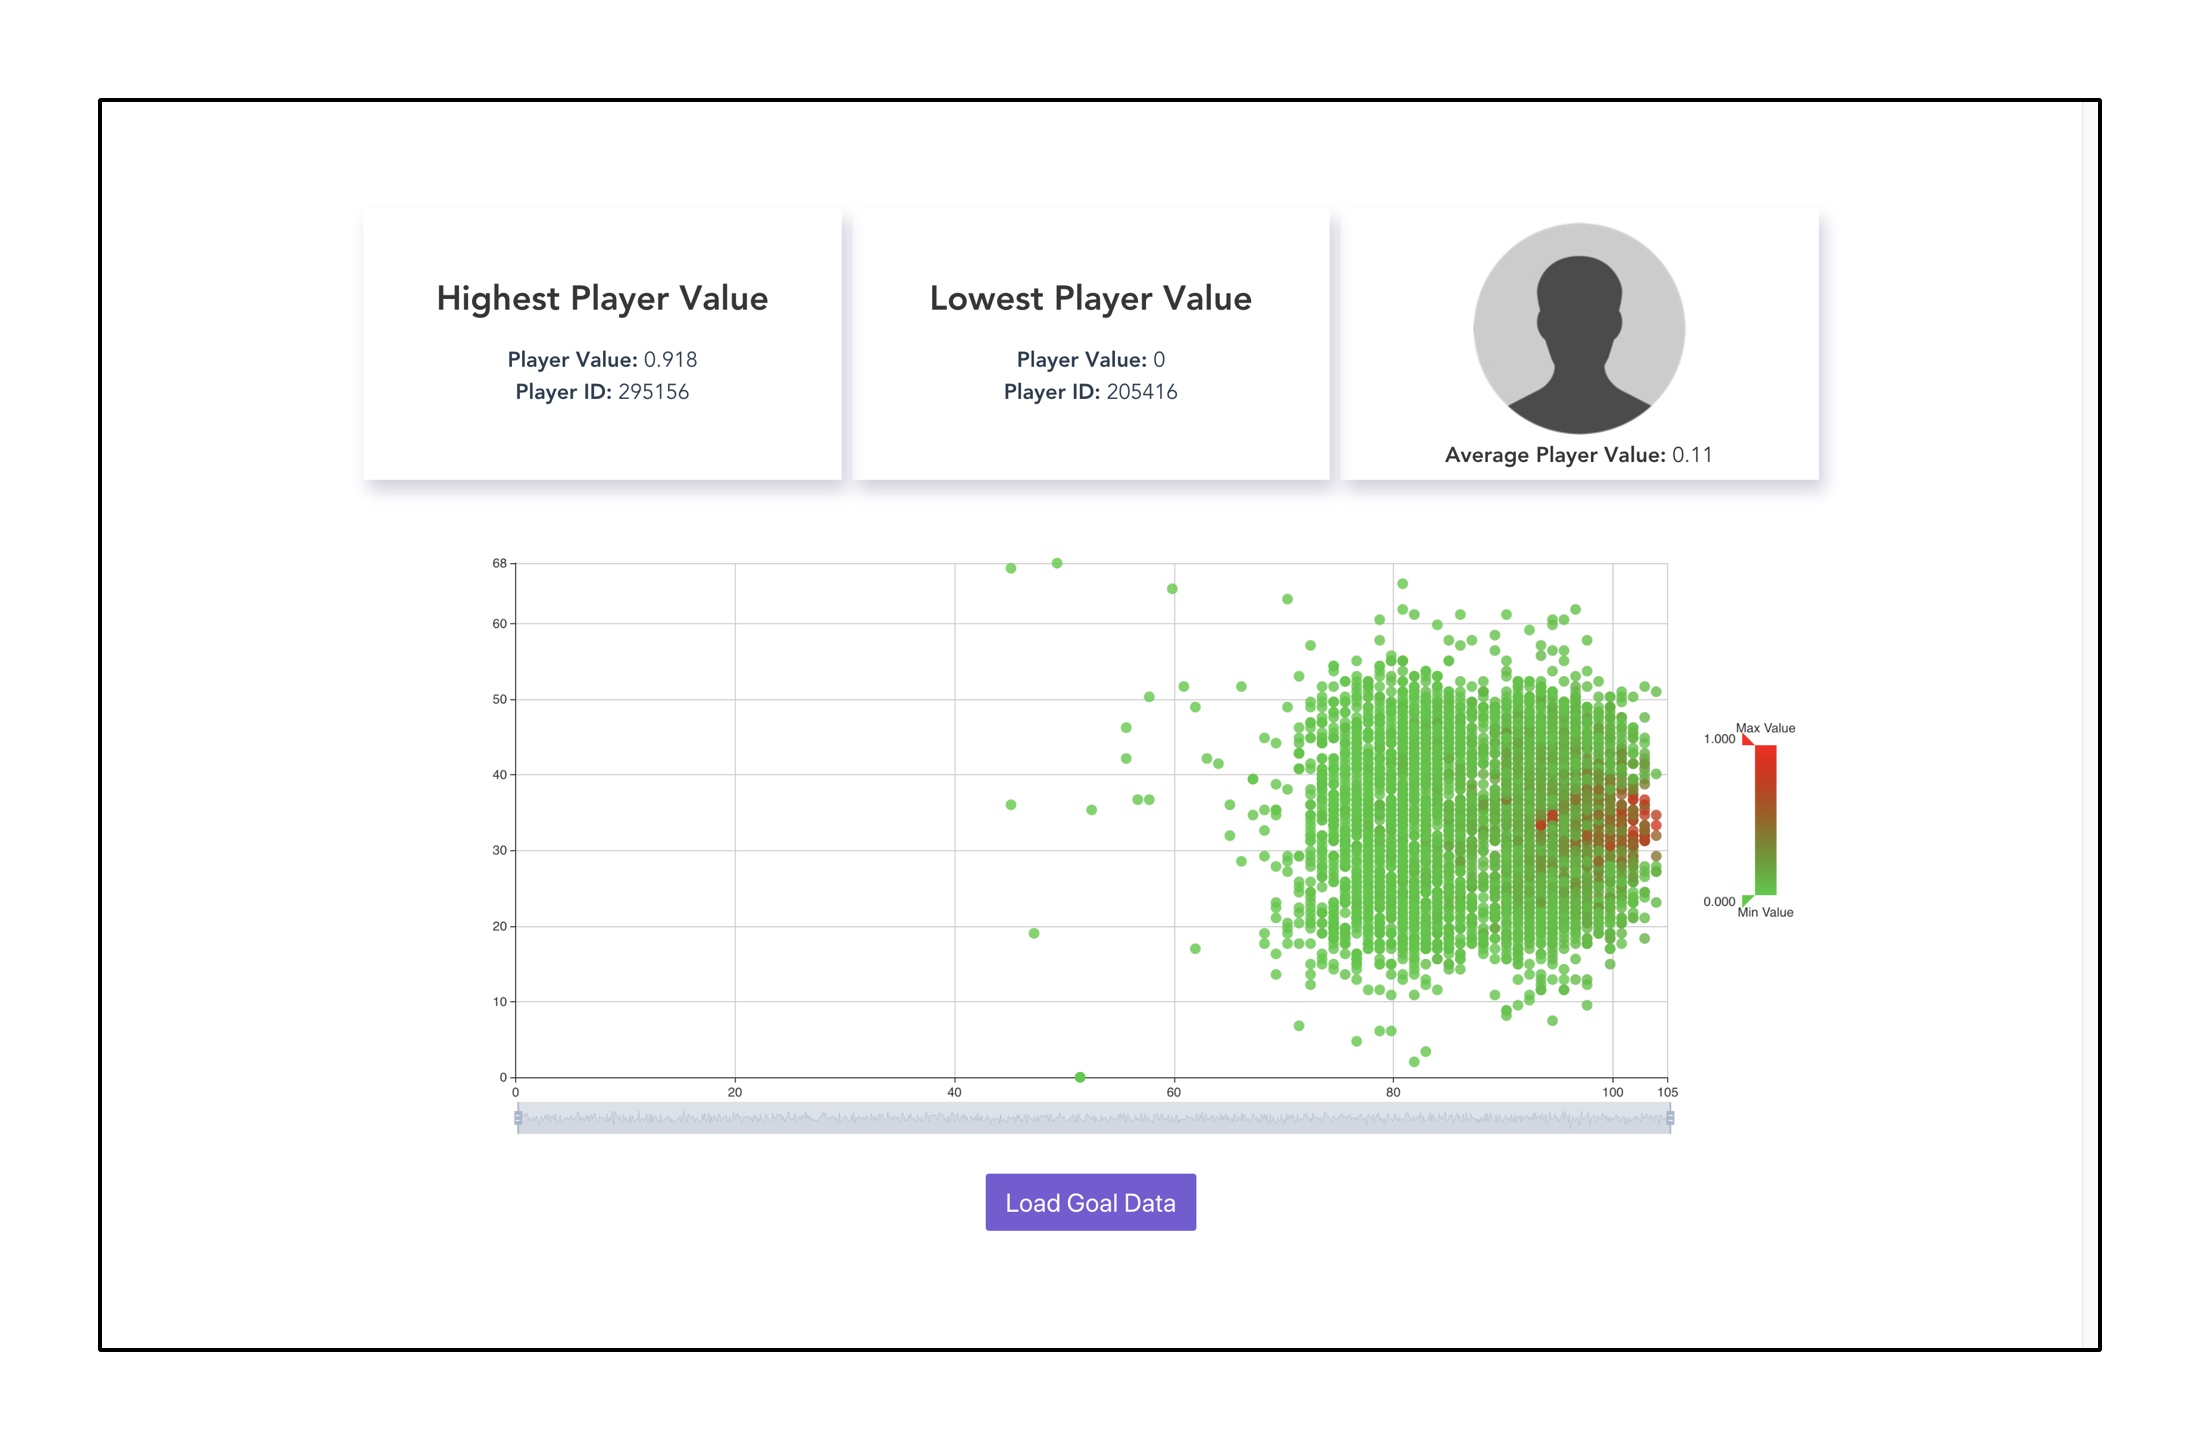 Highest Player Value
Player Value: 0.918
Player ID: 295156
Lowest Player Value
Player Value: 0
Player ID: 205416
Average Player Value: 0.11
68
60
50
40
30
20
10
0
0 20 40 60 80 100 105
Max Value
1.000
0.000
Min Value
Load Goal Data